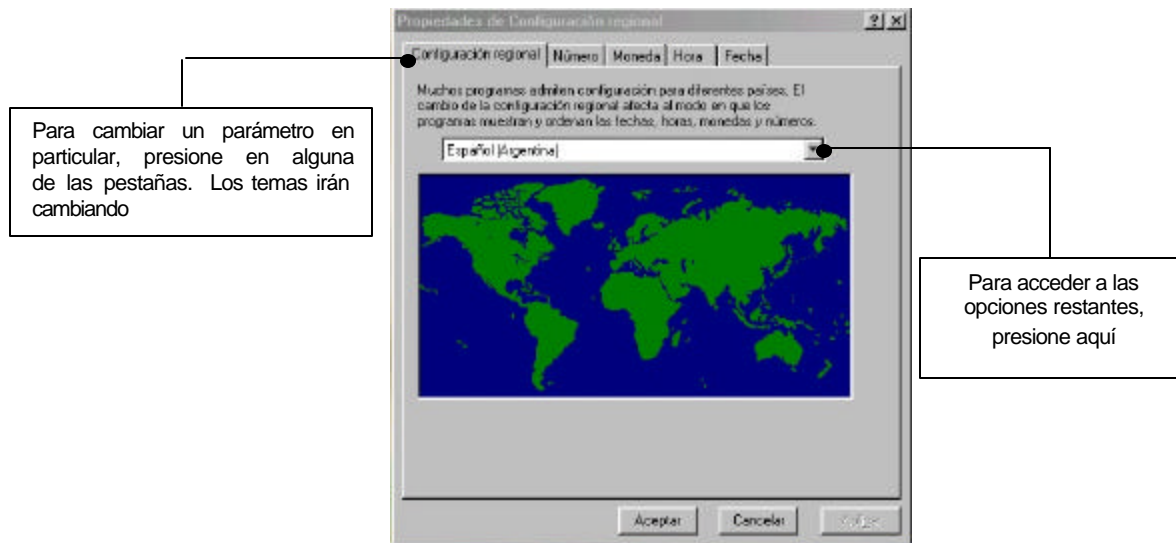 Propiedades de Configuración regional
Configuración regional Número Moneda Hora Fecha
Muchos programas admiten configuración para diferentes países. El
cambio de la configuración regional afecta al modo en que los
programas muestran y ordenan las fechas, horas, monedas y números.
Español (Argentina)
Para cambiar un parámetro en
particular, presione en alguna
de las pestañas. Los temas irán
cambiando
Para acceder a las
opciones restantes,
presione aquí
Aceptar Cancelar